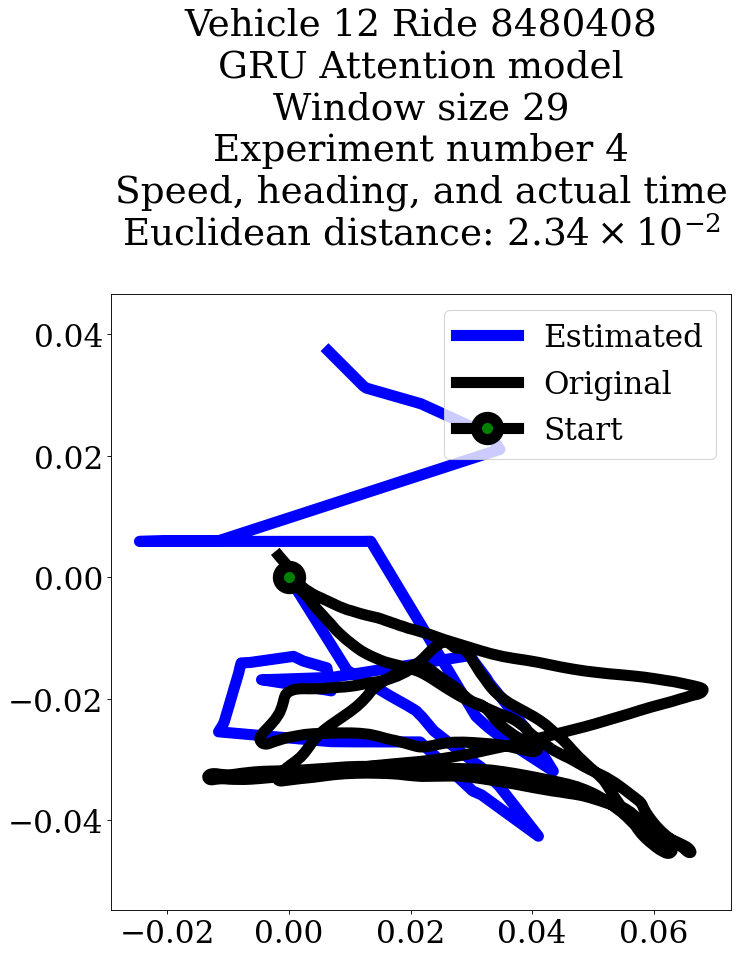 Vehicle 12 Ride 8480408
GRU Attention model
Window size 29
Experiment number 4
Speed, heading, and actual time
Euclidean distance: 2.34 × 10⁻²
Estimated
Original
Start
0.04
0.02
0.00
−0.02
−0.04
−0.02 0.00 0.02 0.04 0.06